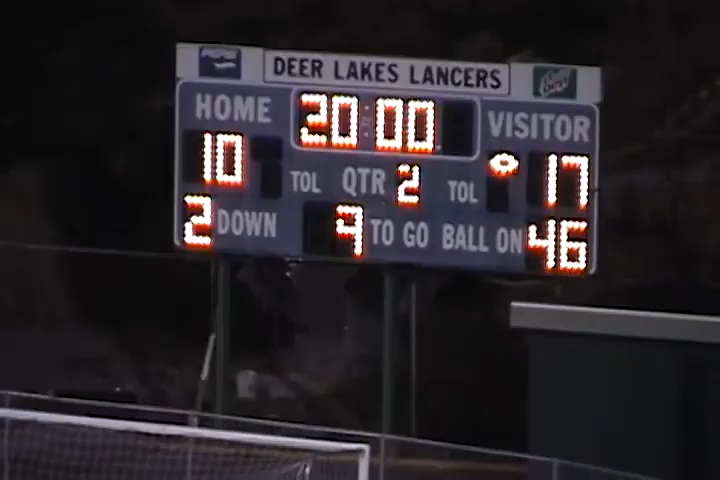 PEPSI
DEER LAKES LANCERS
HOME 20:00 VISITOR
10 TOL QTR 2 TOL 17
2 DOWN 9 TO GO BALL ON 46